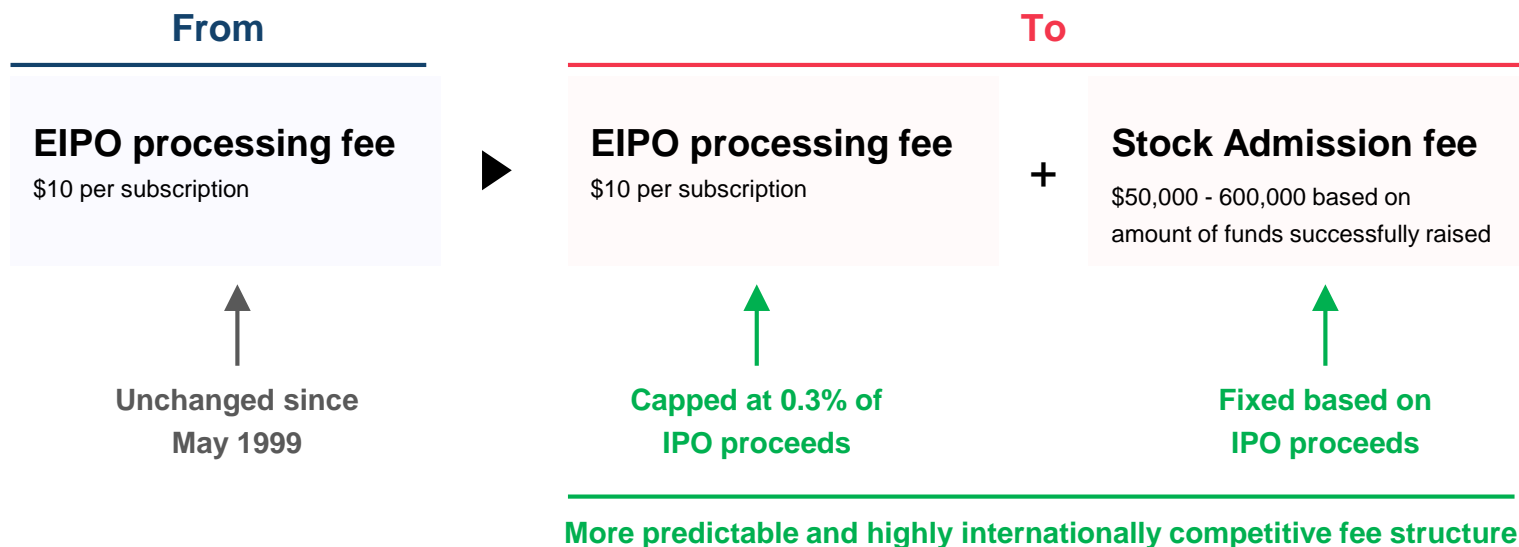 From
To
EIPO processing fee
$10 per subscription
EIPO processing fee
$10 per subscription
+
Stock Admission fee
$50,000 - 600,000 based on
amount of funds successfully raised
Unchanged since
May 1999
Capped at 0.3% of
IPO proceeds
Fixed based on
IPO proceeds
More predictable and highly internationally competitive fee structure